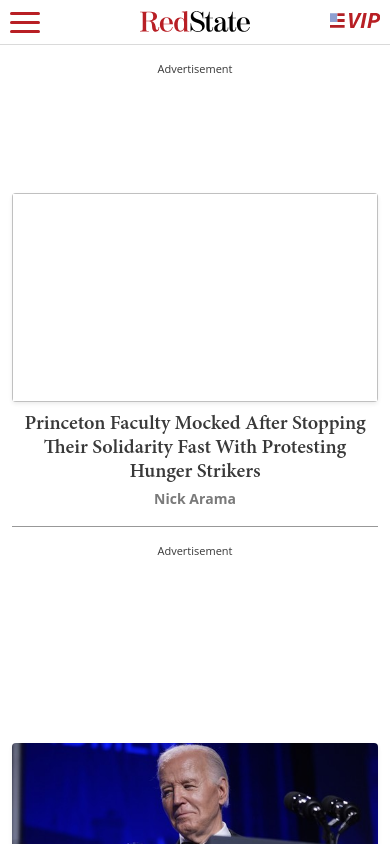 RedState
VIP
Advertisement
Princeton Faculty Mocked After Stopping
Their Solidarity Fast With Protesting
Hunger Strikers
Nick Arama
Advertisement